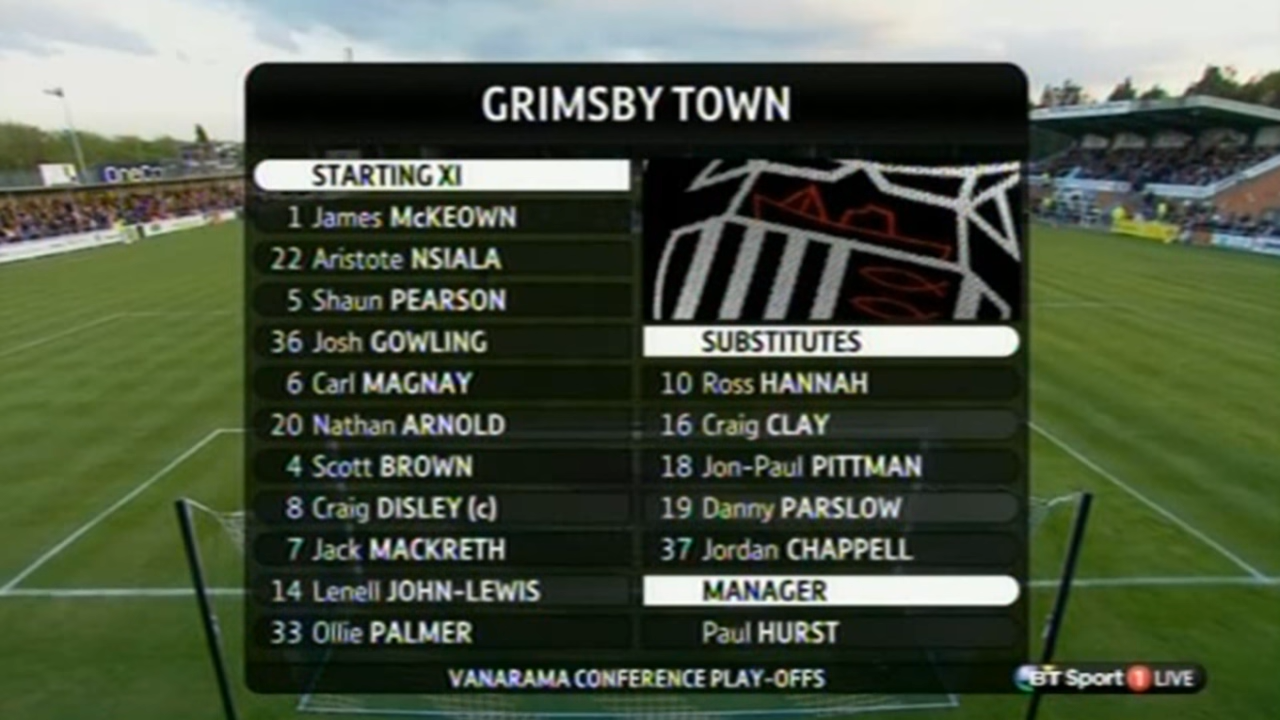 GRIMSBY TOWN
STARTING XI
1 James McKEOWN
22 Aristote NSIALA
5 Shaun PEARSON
36 Josh GOWLING
6 Carl MAGNAY
20 Nathan ARNOLD
4 Scott BROWN
8 Craig DISLEY (c)
7 Jack MACKRETH
14 Lenell JOHN-LEWIS
33 Ollie PALMER
SUBSTITUTES
10 Ross HANNAH
16 Craig CLAY
18 Jon-Paul PITTMAN
19 Danny PARSLOW
37 Jordan CHAPPELL
MANAGER
Paul HURST
VANARAMA CONFERENCE PLAY-OFFS
BT Sport 1 LIVE